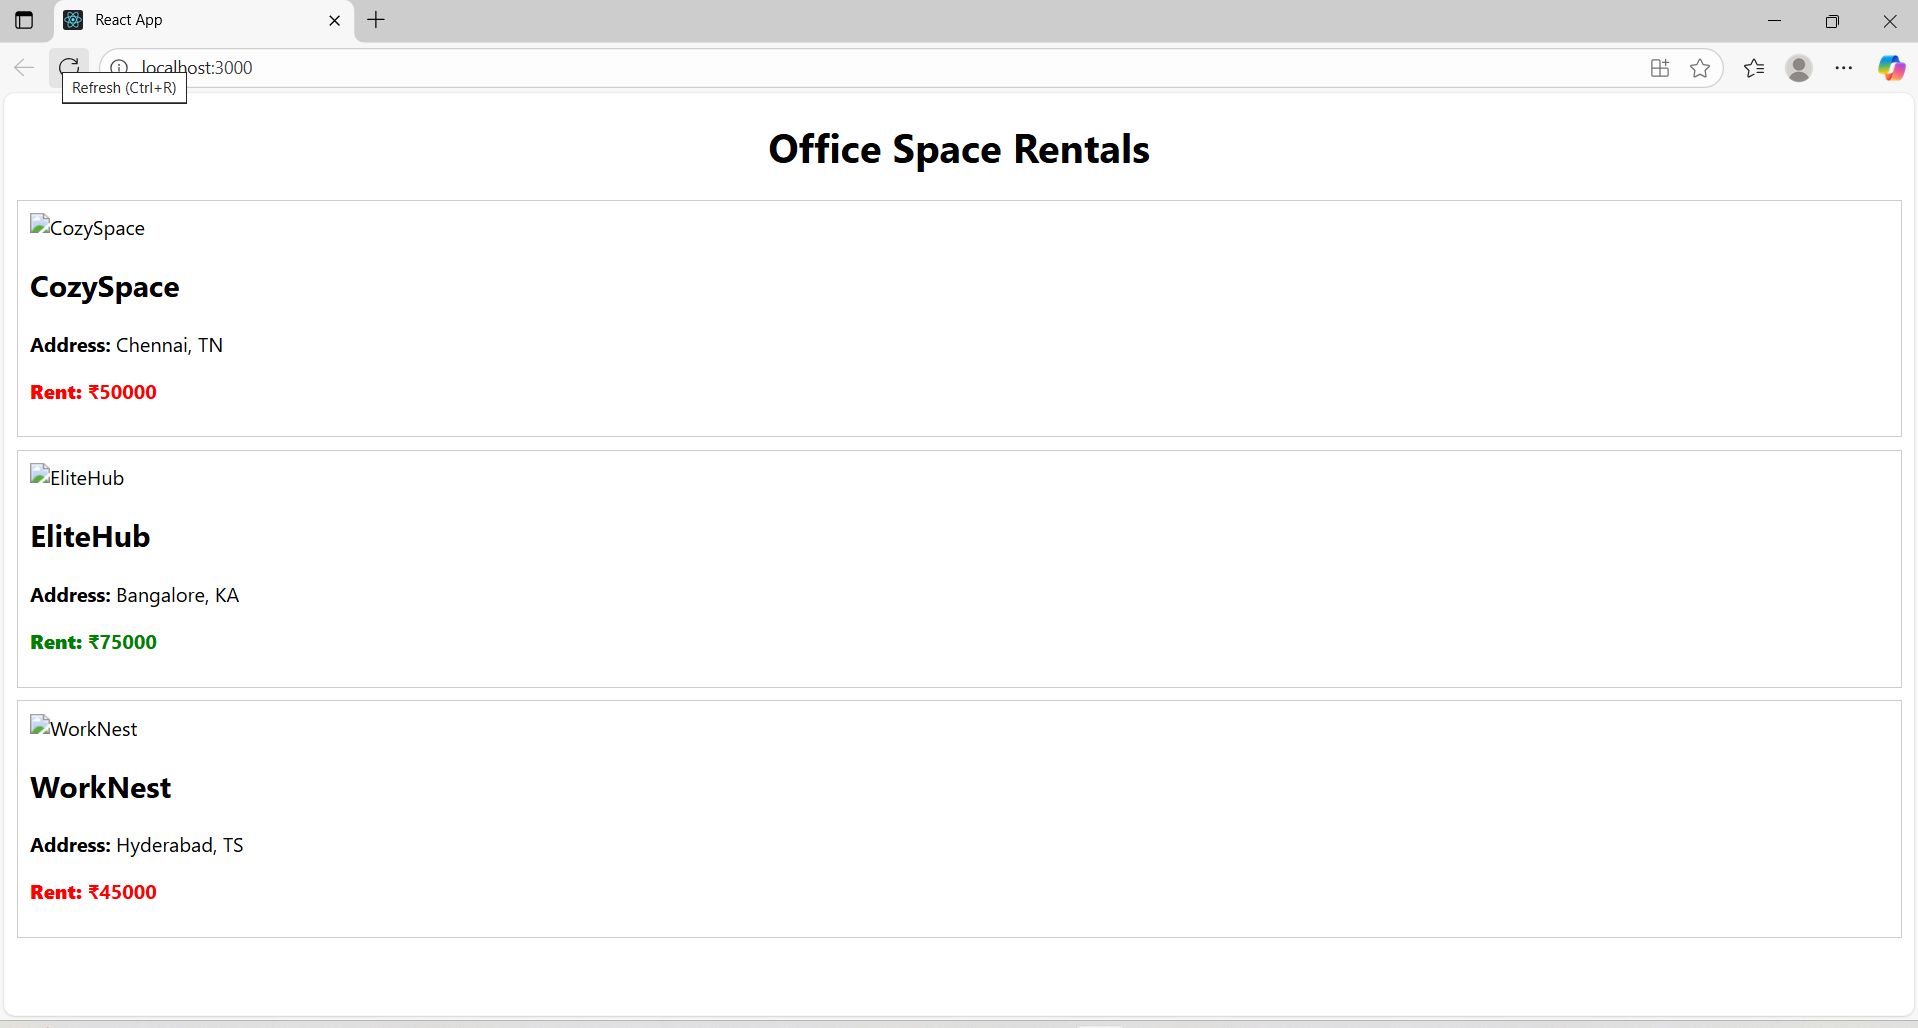 React App
localhost:3000
Refresh (Ctrl+R)
Office Space Rentals
CozySpace
CozySpace
Address: Chennai, TN
Rent: ₹50000
EliteHub
EliteHub
Address: Bangalore, KA
Rent: ₹75000
WorkNest
WorkNest
Address: Hyderabad, TS
Rent: ₹45000